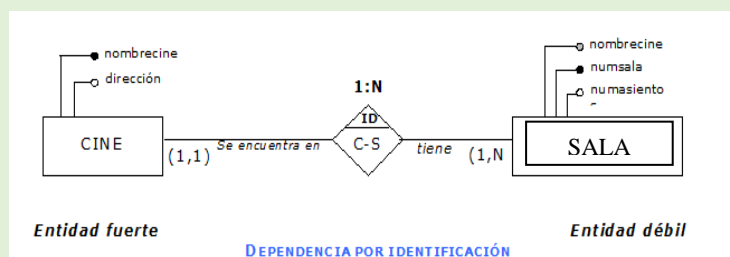 nombrecine
dirección
1:N
nombrecine
numsala
numasiento
CINE
(1,1)
Se encuentra en
ID
C-S
tiene
(1,N
SALA
Entidad fuerte
Entidad débil
DEPENDENCIA POR IDENTIFICACIÓN